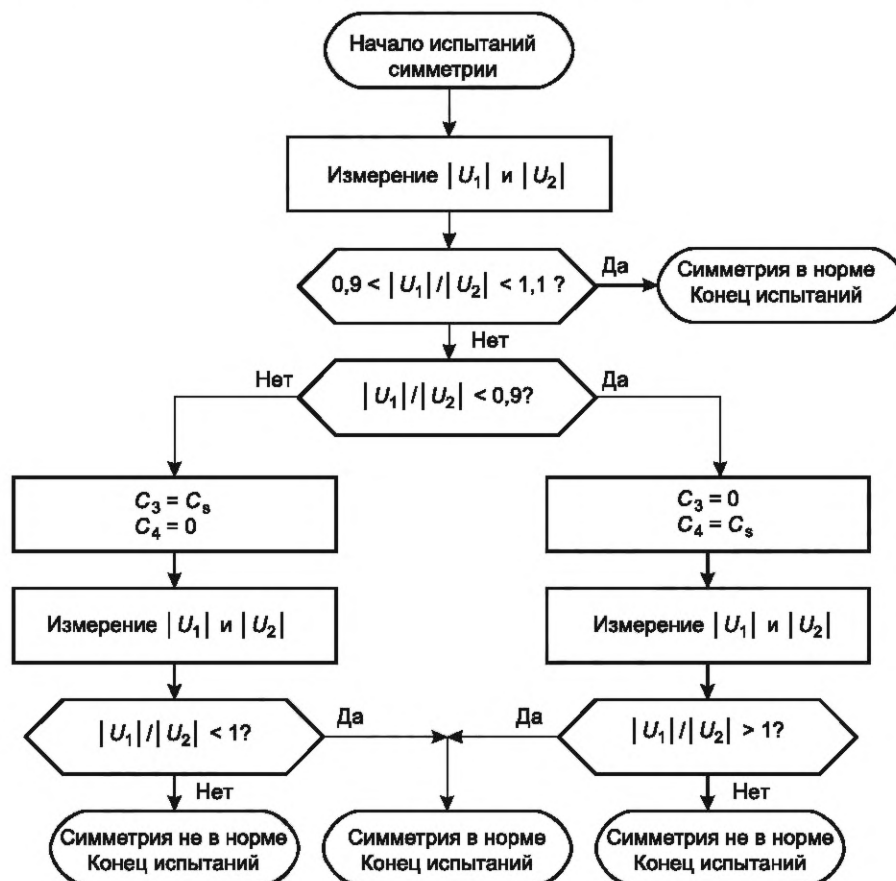 Начало испытаний
симметрии
Измерение |U₁| и |U₂|
0,9 < |U₁|/|U₂| < 1,1 ?
Да
Симметрия в норме
Конец испытаний
Нет
Нет
|U₁|/|U₂| < 0,9?
Да
C₃ = Cₛ
C₄ = 0
C₃ = 0
C₄ = Cₛ
Измерение |U₁| и |U₂|
Измерение |U₁| и |U₂|
|U₁|/|U₂| < 1?
Да
Да
|U₁|/|U₂| > 1?
Нет
Нет
Симметрия не в норме
Конец испытаний
Симметрия в норме
Конец испытаний
Симметрия не в норме
Конец испытаний